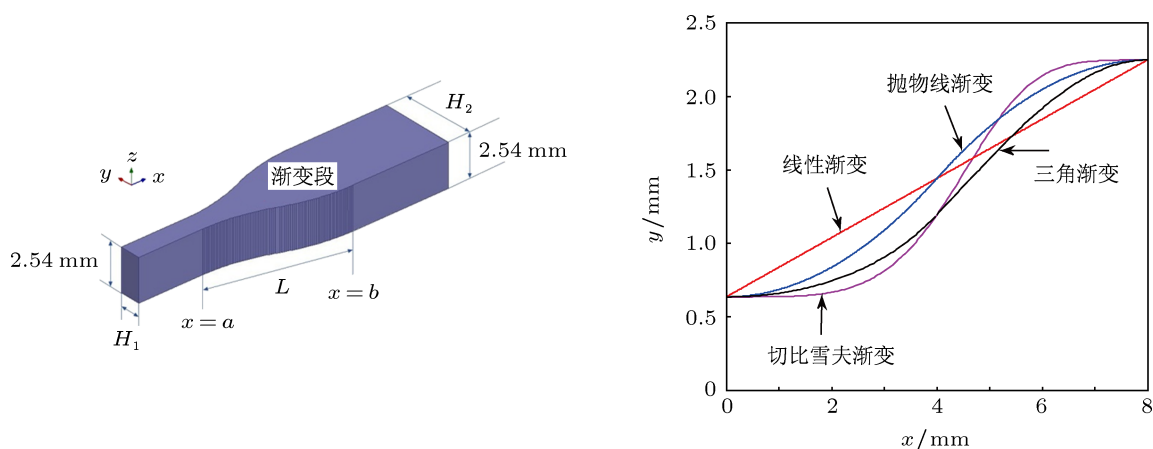 H₂
2.54 mm
渐变段
z
y
x
2.54 mm
L
x = b
x = a
H₁
2.5
2.0
1.5
1.0
0.5
0
y/mm
抛物线渐变
线性渐变
三角渐变
切比雪夫渐变
0
2
4
6
8
x/mm